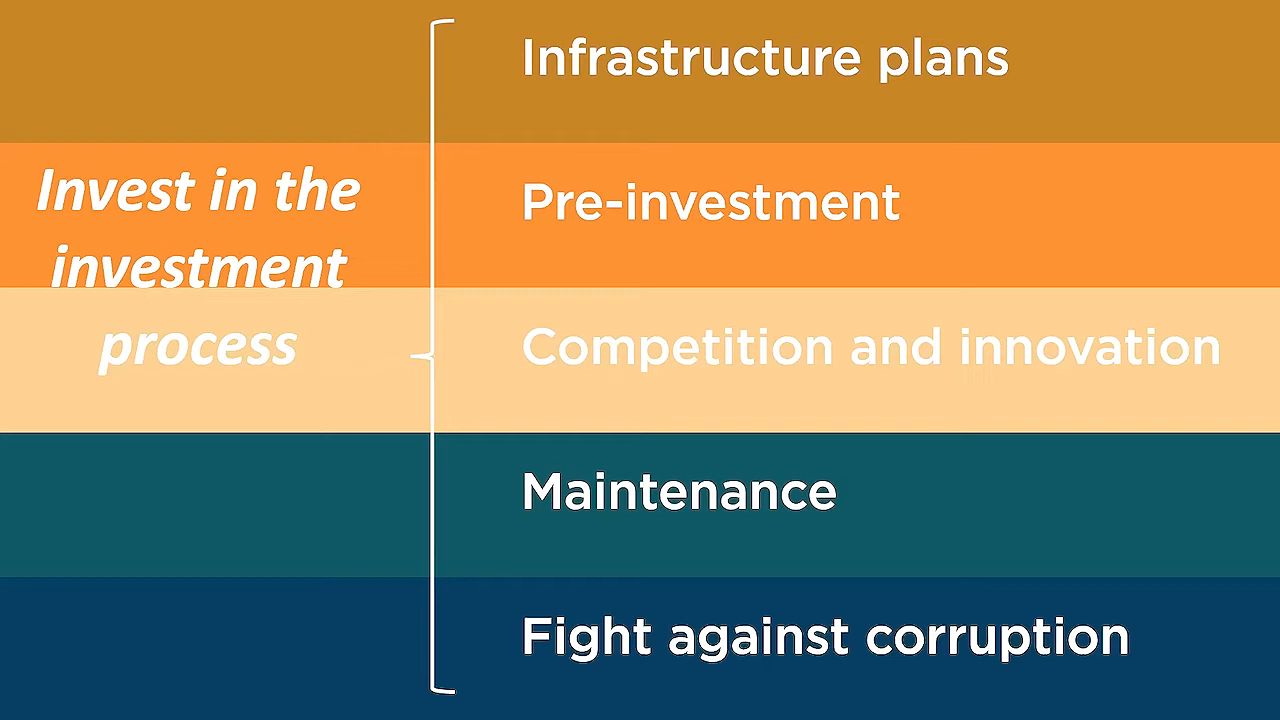 Invest in the
investment
process
Infrastructure plans
Pre-investment
Competition and innovation
Maintenance
Fight against corruption